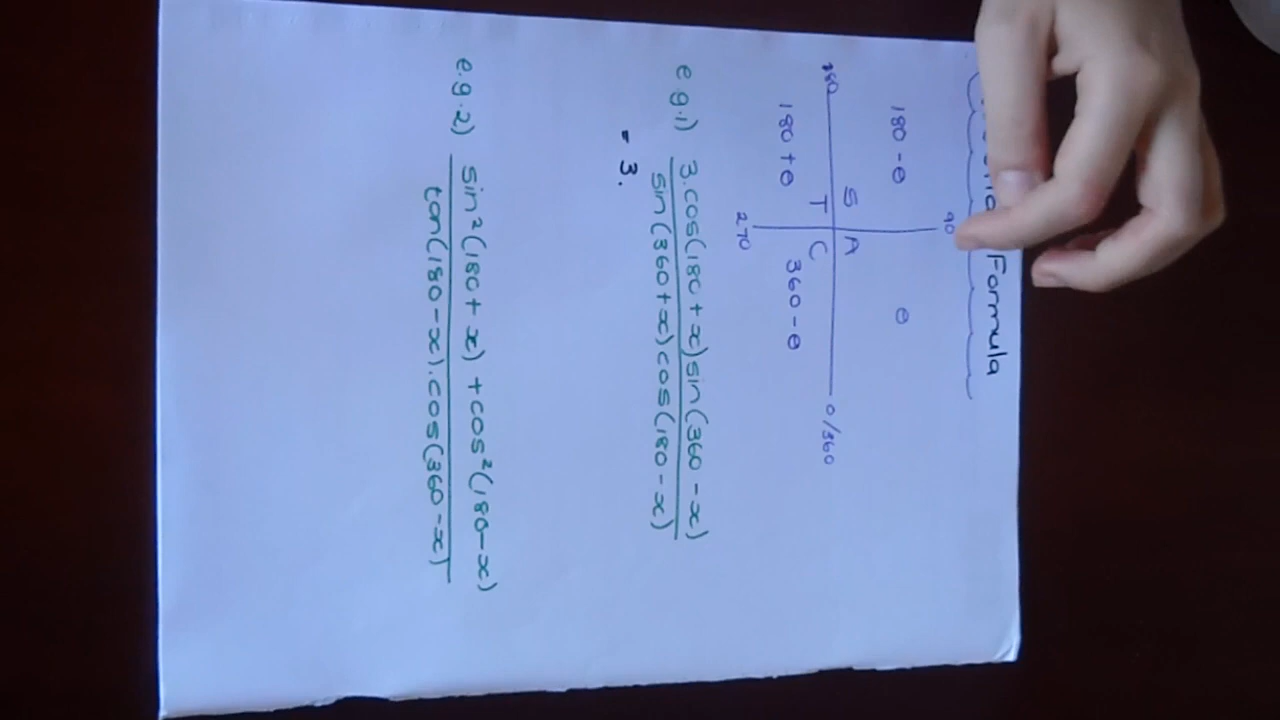 Formula
90
180 - θ
θ
S A
180
0/360
T C
180 + θ
360 - θ
270
e.g.1) 3.cos(180 + x)sin(360 - x)
sin(360 + x)cos(180 - x)
= 3.
e.g.2) sin²(180 + x) + cos²(180 - x)
tan(180 - x).cos(360 - x)